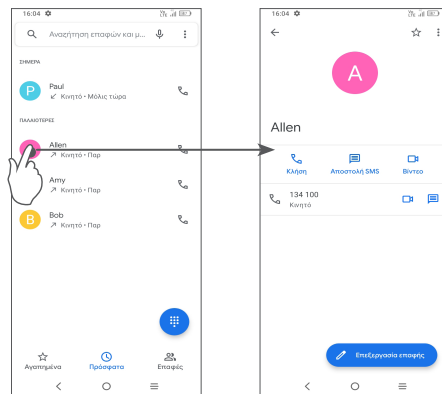 16:04
Αναζήτηση επαφών και μ...
ΣΗΜΕΡΑ
P
Paul
Κινητό • Μόλις τώρα
ΠΑΛΑΙΟΤΕΡΕΣ
Allen
Κινητό • Παρ
Amy
Κινητό • Παρ
B
Bob
Κινητό • Παρ
Αγαπημένα
Πρόσφατα
Επαφές
16:04
A
Allen
Κλήση
Αποστολή SMS
Βίντεο
134 100
Κινητό
Επεξεργασία επαφής